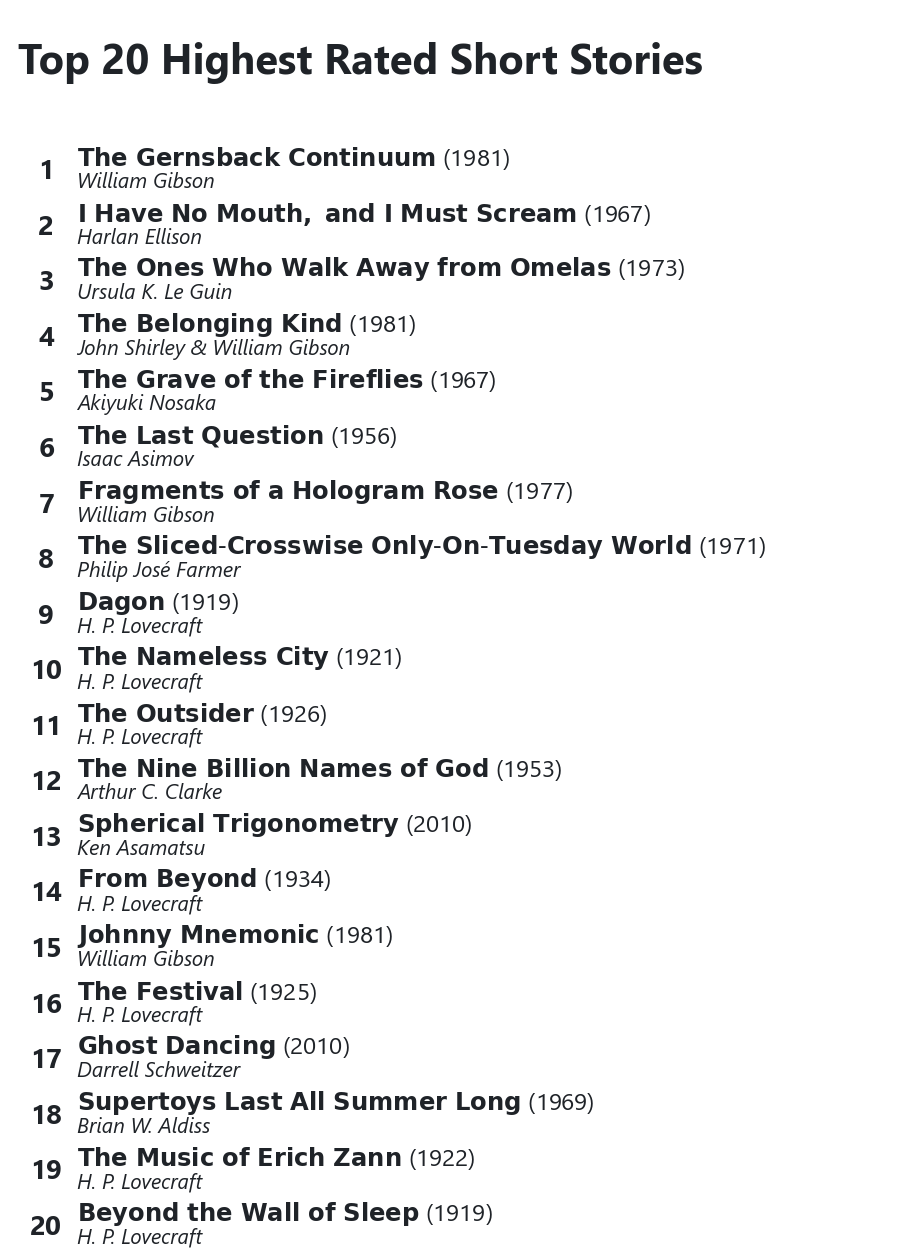 Top 20 Highest Rated Short Stories
1
The Gernsback Continuum (1981)
William Gibson
2
I Have No Mouth, and I Must Scream (1967)
Harlan Ellison
3
The Ones Who Walk Away from Omelas (1973)
Ursula K. Le Guin
4
The Belonging Kind (1981)
John Shirley & William Gibson
5
The Grave of the Fireflies (1967)
Akiyuki Nosaka
6
The Last Question (1956)
Isaac Asimov
7
Fragments of a Hologram Rose (1977)
William Gibson
8
The Sliced-Crosswise Only-On-Tuesday World (1971)
Philip José Farmer
9
Dagon (1919)
H. P. Lovecraft
10
The Nameless City (1921)
H. P. Lovecraft
11
The Outsider (1926)
H. P. Lovecraft
12
The Nine Billion Names of God (1953)
Arthur C. Clarke
13
Spherical Trigonometry (2010)
Ken Asamatsu
14
From Beyond (1934)
H. P. Lovecraft
15
Johnny Mnemonic (1981)
William Gibson
16
The Festival (1925)
H. P. Lovecraft
17
Ghost Dancing (2010)
Darrell Schweitzer
18
Supertoys Last All Summer Long (1969)
Brian W. Aldiss
19
The Music of Erich Zann (1922)
H. P. Lovecraft
20
Beyond the Wall of Sleep (1919)
H. P. Lovecraft